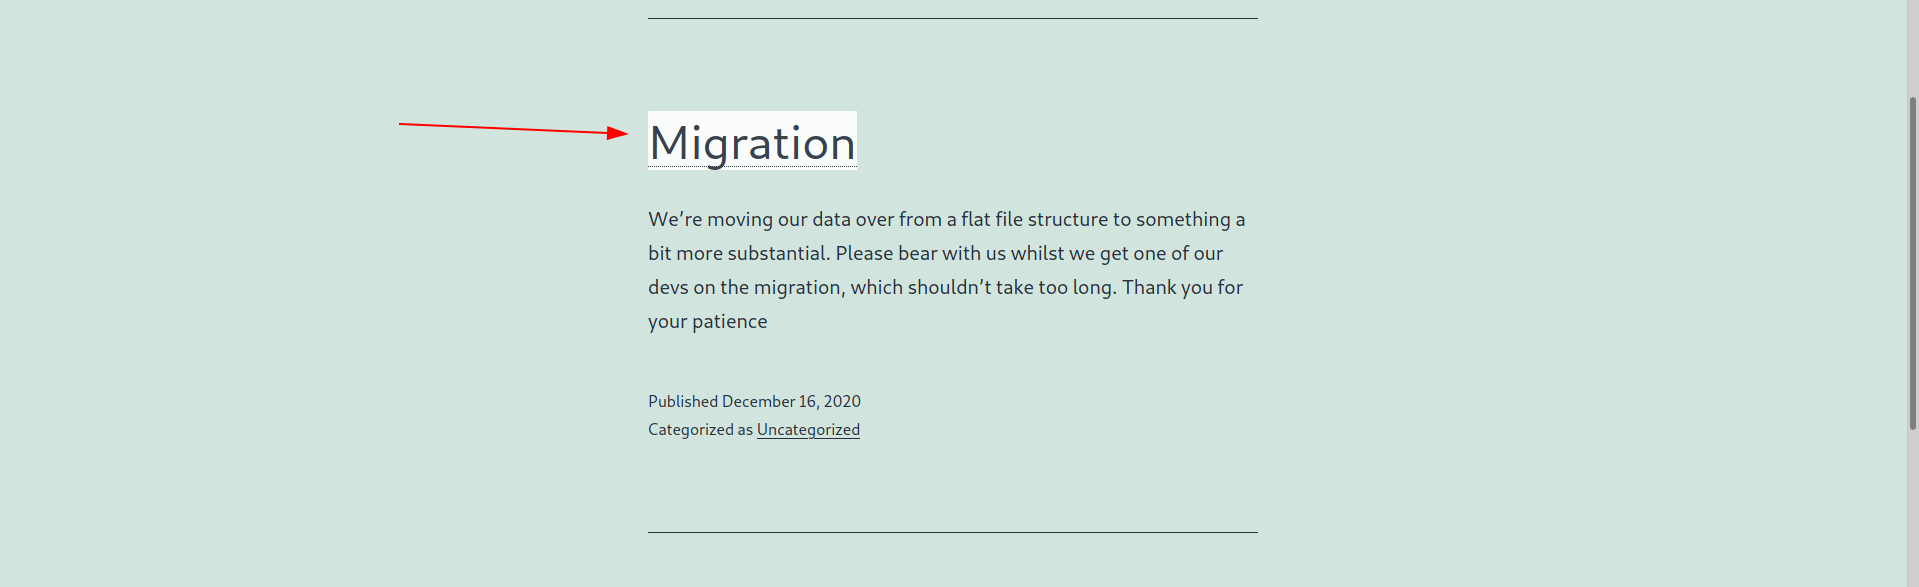 Migration
We’re moving our data over from a flat file structure to something a
bit more substantial. Please bear with us whilst we get one of our
devs on the migration, which shouldn’t take too long. Thank you for
your patience
Published December 16, 2020
Categorized as Uncategorized